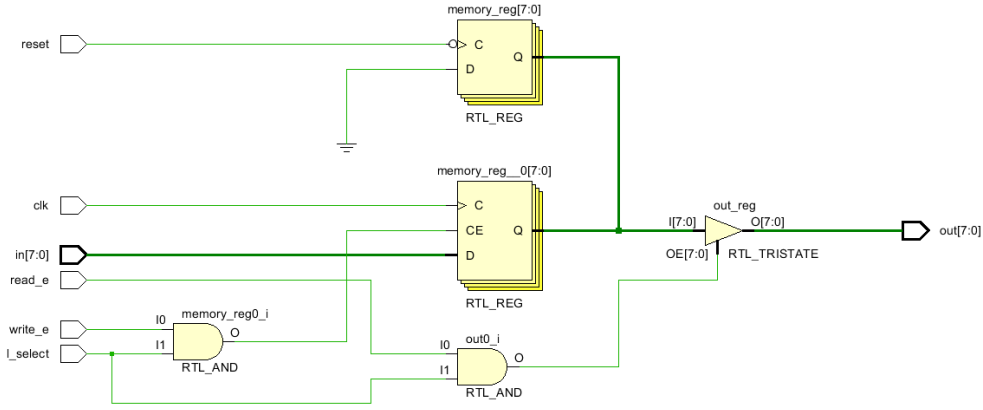 memory_reg[7:0]
reset
C
Q
D
RTL_REG
memory_reg__0[7:0]
clk
C
out_reg
CE
Q
I[7:0]
O[7:0]
out[7:0]
in[7:0]
D
OE[7:0]
RTL_TRISTATE
read_e
RTL_REG
memory_reg0_i
write_e
I0
O
out0_i
l_select
I1
I0
O
RTL_AND
I1
RTL_AND